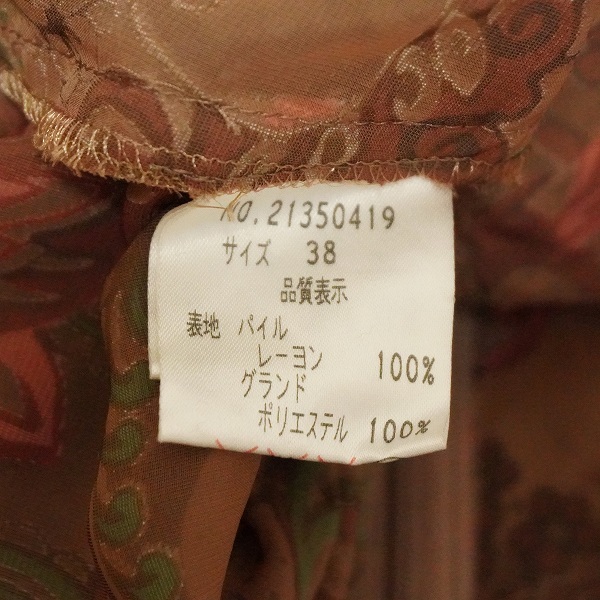 NO.21350419
サイズ 38
品質表示
表地 パイル
レーヨン 100%
グランド
ポリエステル 100%